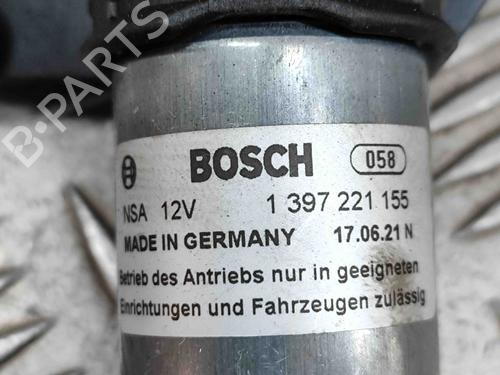 B-PARTS
BOSCH 058
NSA 12V 1 397 221 155
MADE IN GERMANY 17.06.21 N
Betrieb des Antriebs nur in geeigneten
Einrichtungen und Fahrzeugen zulässig